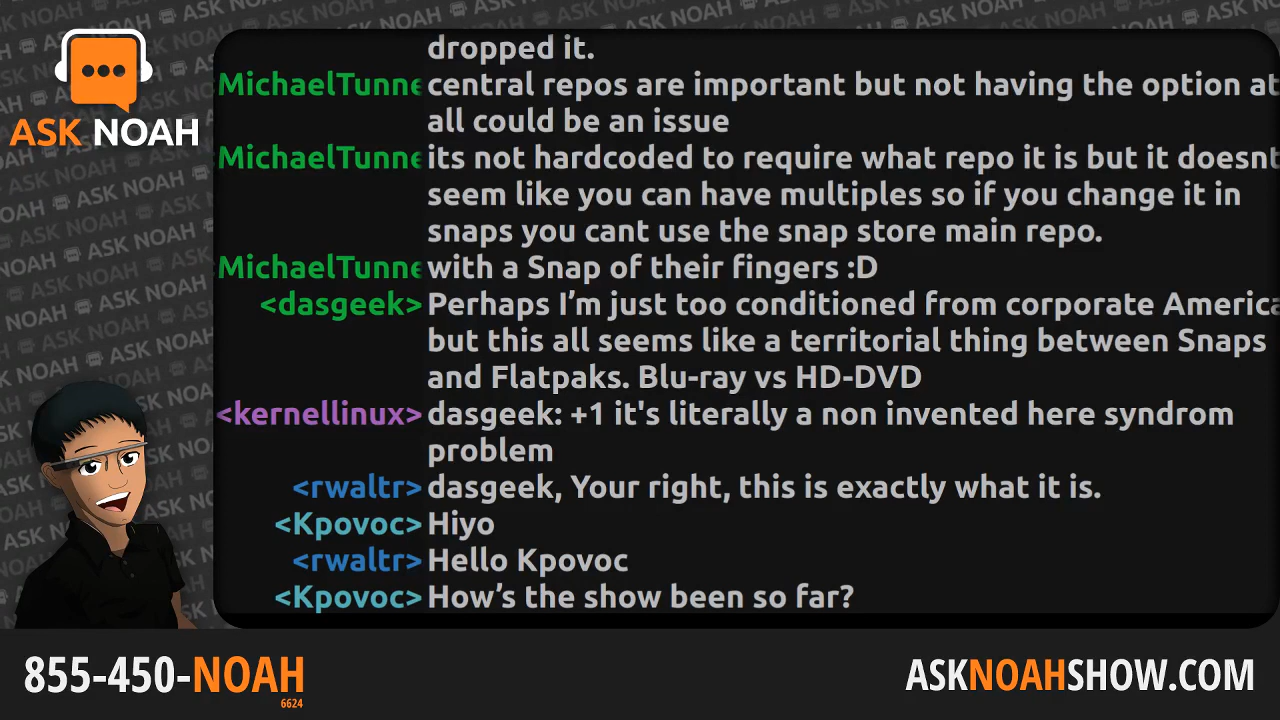 ASK NOAH
dropped it.
MichaelTunne central repos are important but not having the option at
all could be an issue
MichaelTunne its not hardcoded to require what repo it is but it doesnt
seem like you can have multiples so if you change it in
snaps you cant use the snap store main repo.
MichaelTunne with a Snap of their fingers :D
<dasgeek> Perhaps I’m just too conditioned from corporate America
but this all seems like a territorial thing between Snaps
and Flatpaks. Blu-ray vs HD-DVD
<kernellinux> dasgeek: +1 it's literally a non invented here syndrom
problem
<rwaltr> dasgeek, Your right, this is exactly what it is.
<Kpovoc> Hiyo
<rwaltr> Hello Kpovoc
<Kpovoc> How’s the show been so far?
855-450-NOAH
6624
ASKNOAHSHOW.COM